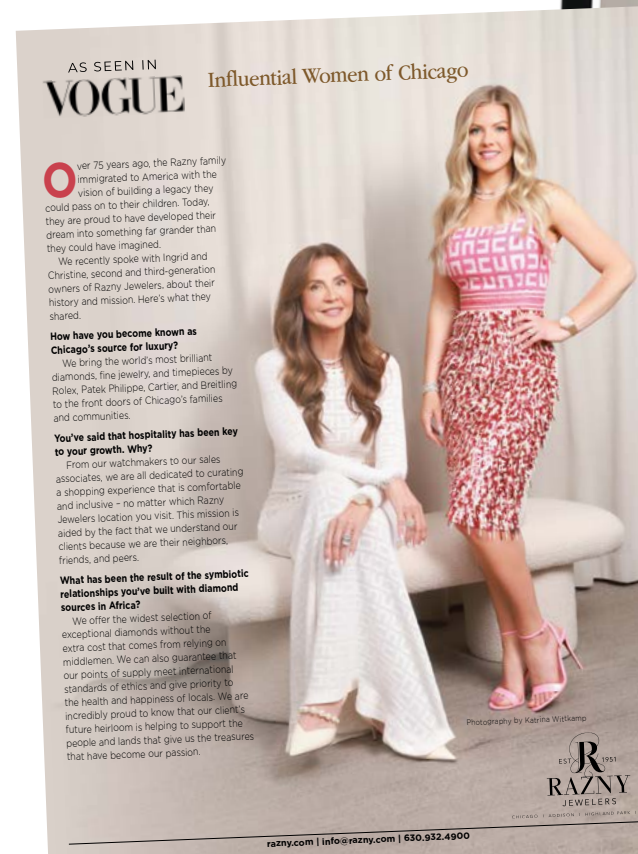 AS SEEN IN
VOGUE
Influential Women of Chicago
Over 75 years ago, the Razny family
immigrated to America with the
vision of building a legacy they
could pass on to their children. Today,
they are proud to have developed their
dream into something far grander than
they could have imagined.
We recently spoke with Ingrid and
Christine, second and third-generation
owners of Razny Jewelers, about their
history and mission. Here's what they
shared.
How have you become known as
Chicago's source for luxury?
We bring the world's most brilliant
diamonds, fine jewelry, and timepieces by
Rolex, Patek Philippe, Cartier, and Breitling
to the front doors of Chicago's families
and communities.
You've said that hospitality has been key
to your growth. Why?
From our watchmakers to our sales
associates, we are all dedicated to curating
a shopping experience that is comfortable
and inclusive – no matter which Razny
Jewelers location you visit. This mission is
aided by the fact that we understand our
clients because we are their neighbors,
friends, and peers.
What has been the result of the symbiotic
relationships you've built with diamond
sources in Africa?
We offer the widest selection of
exceptional diamonds without the
extra cost that comes from relying on
middlemen. We can also guarantee that
our points of supply meet international
standards of ethics and give priority to
the health and happiness of locals. We are
incredibly proud to know that our client's
future heirloom is helping to support the
people and lands that give us the treasures
that have become our passion.
Photography by Katrina Wittkamp
EST. R 1951
RAZNY
JEWELERS
CHICAGO | ADDISON | HIGHLAND PARK |
razny.com | info@razny.com | 630.932.4900